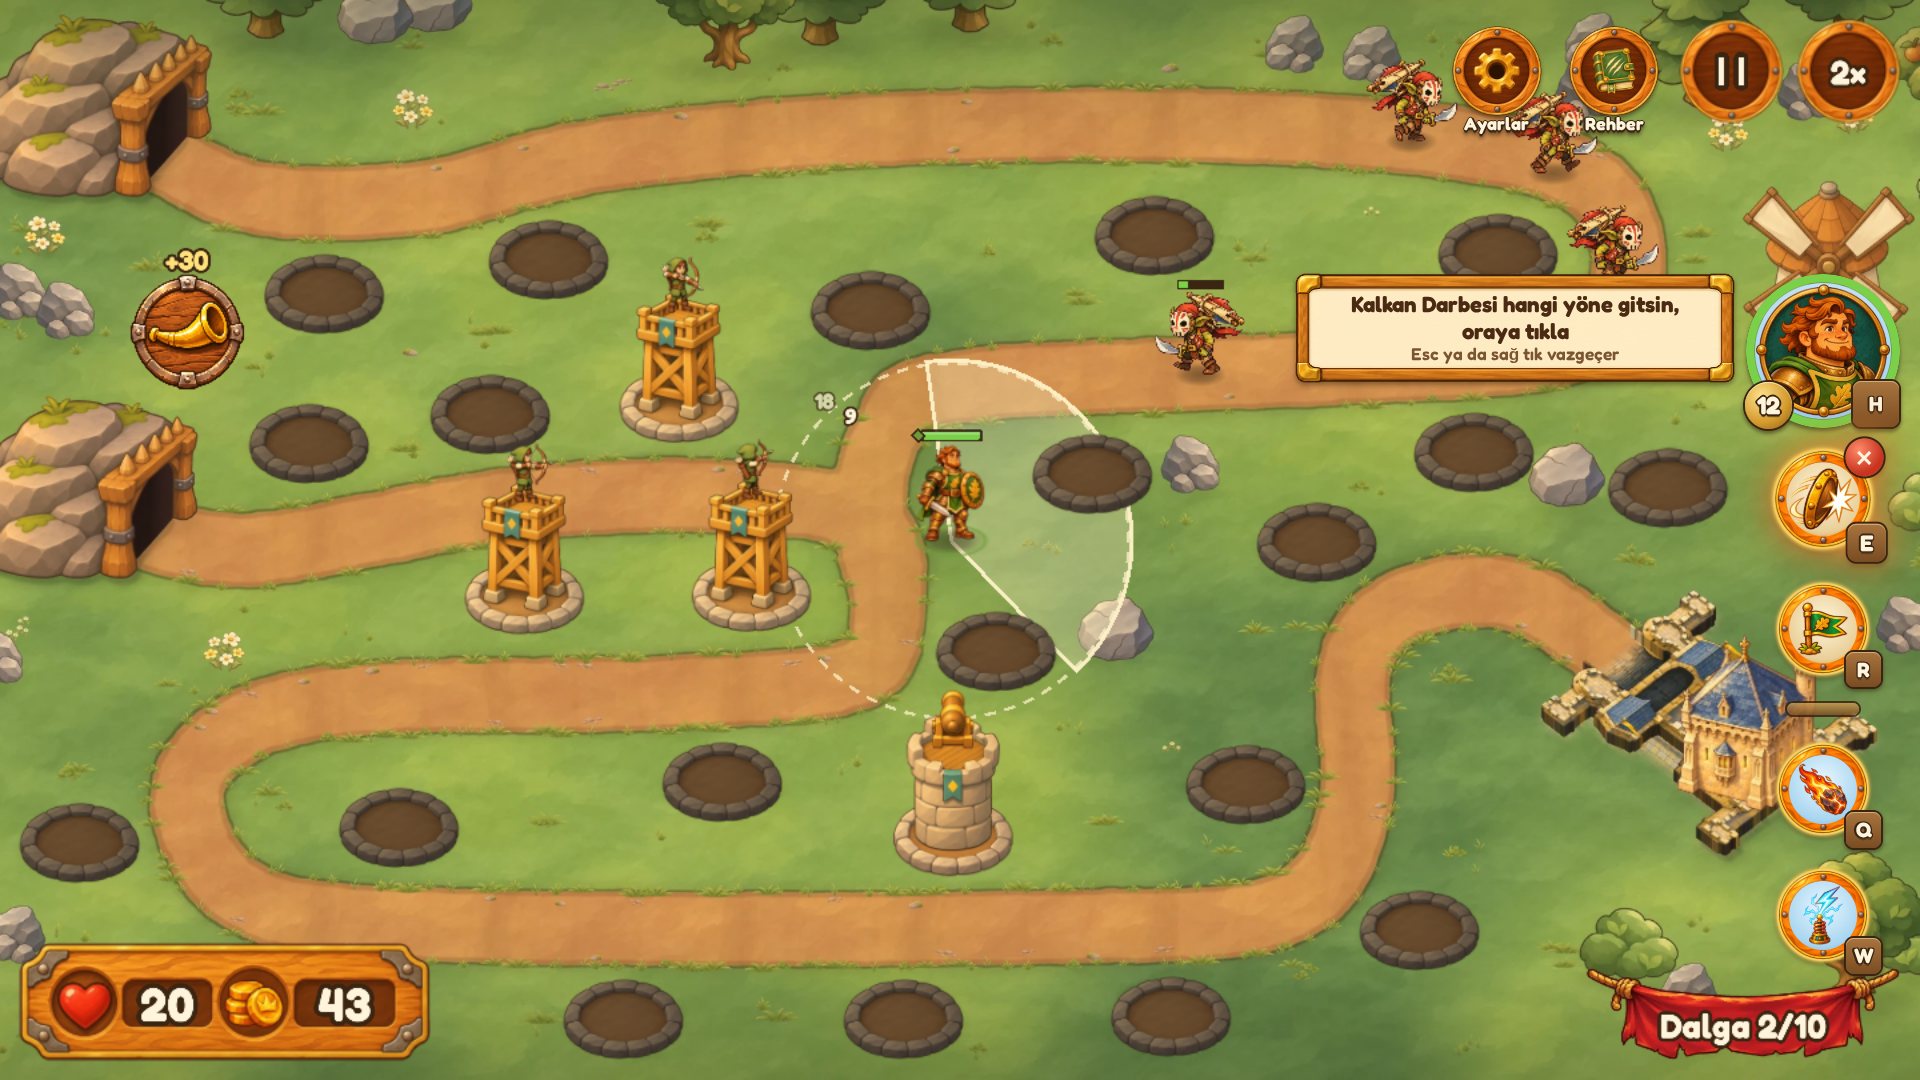 2x
Ayarlar
Rehber
+30
Kalkan Darbesi hangi yöne gitsin,
oraya tıkla
Esc ya da sağ tık vazgeçer
18
9
12
H
E
R
Q
W
20
43
Dalga 2/10